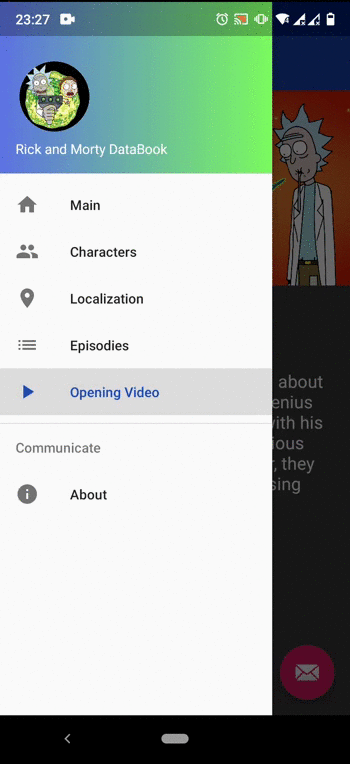 23:27
Rick and Morty DataBook
Main
Characters
Localization
Episodies
Opening Video
Communicate
About
about
enius
with his
ious
, they
sing